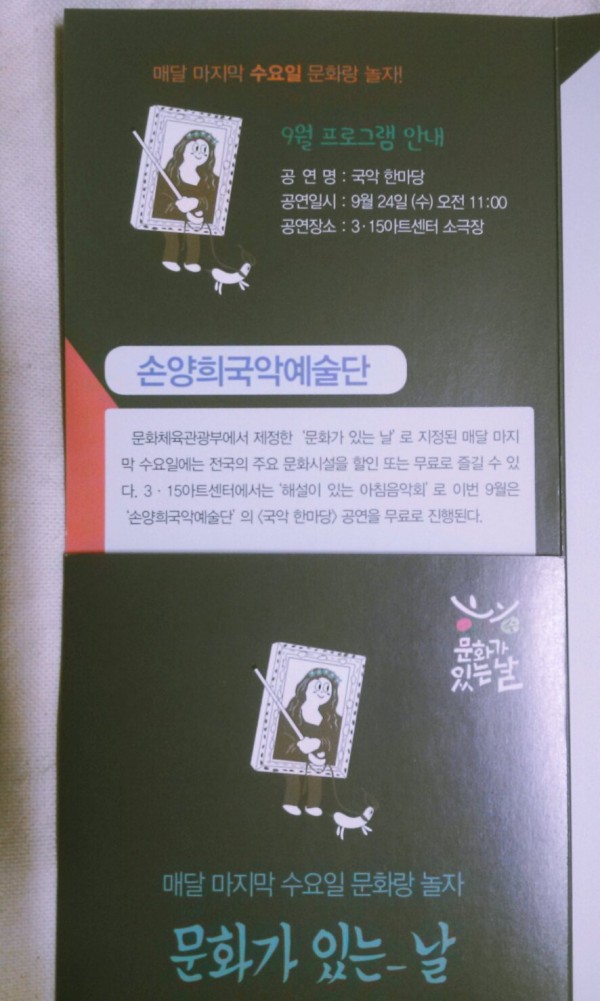 매달 마지막 수요일 문화랑 놀자!
9월 프로그램 안내
공 연 명 : 국악 한마당
공연일시 : 9월 24일 (수) 오전 11:00
공연장소 : 3·15아트센터 소극장
손양희국악예술단
문화체육관광부에서 제정한 '문화가 있는 날' 로 지정된 매달 마지
막 수요일에는 전국의 주요 문화시설을 할인 또는 무료로 즐길 수 있
다. 3·15아트센터에서는 '해설이 있는 아침음악회' 로 이번 9월은
'손양희국악예술단' 의 〈국악 한마당〉 공연을 무료로 진행된다.
문화가
있는날
매달 마지막 수요일 문화랑 놀자
문화가 있는_날